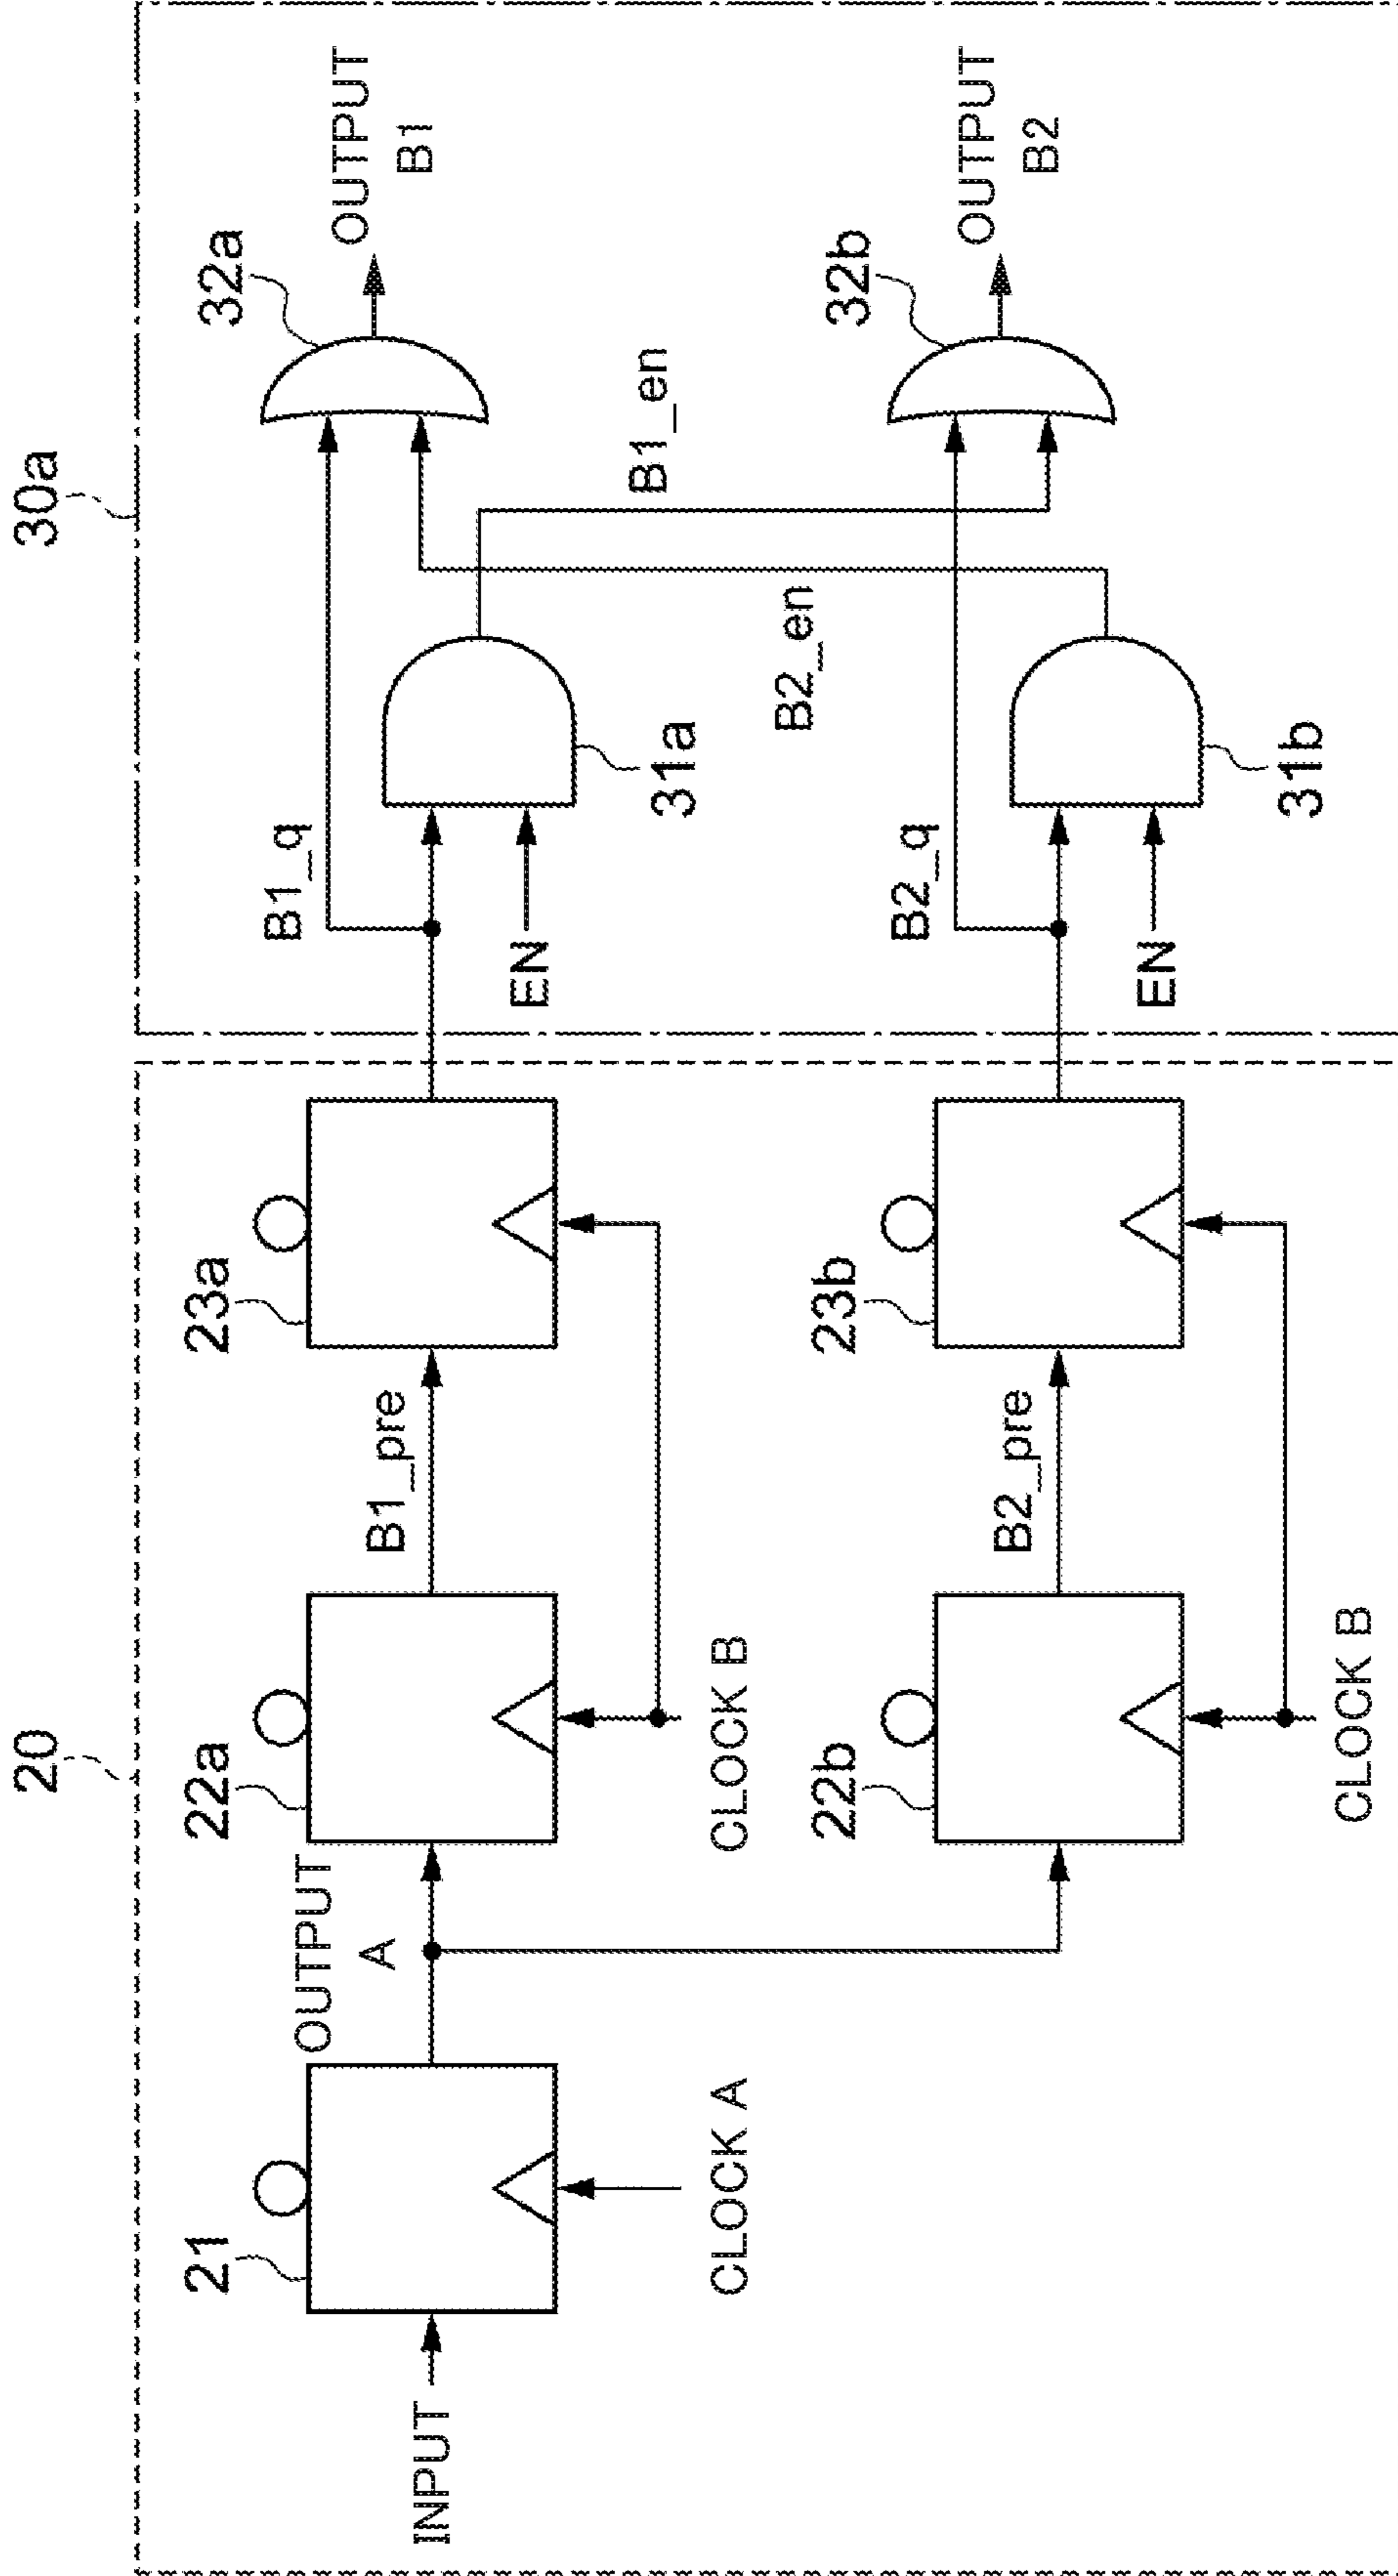 20
30a
21
22a
23a
32a
INPUT
OUTPUT
A
B1_pre
B1_q
OUTPUT
B1
EN
31a
B1_en
CLOCK A
CLOCK B
B2_en
22b
23b
32b
B2_pre
B2_q
OUTPUT
B2
EN
31b
CLOCK B